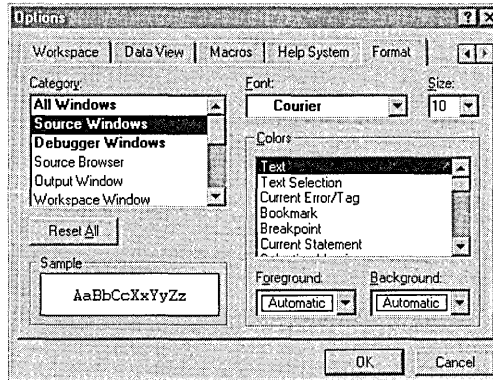 Options
Workspace Data View Macros Help System Format
Category:
All Windows
Source Windows
Debugger Windows
Source Browser
Output Window
Workspace Window
Reset All
Sample
AaBbCcXxYyZz
Font:
Courier
Size:
10
Colors
Text
Text Selection
Current Error/Tag
Bookmark
Breakpoint
Current Statement
Foreground:
Automatic
Background:
Automatic
OK Cancel